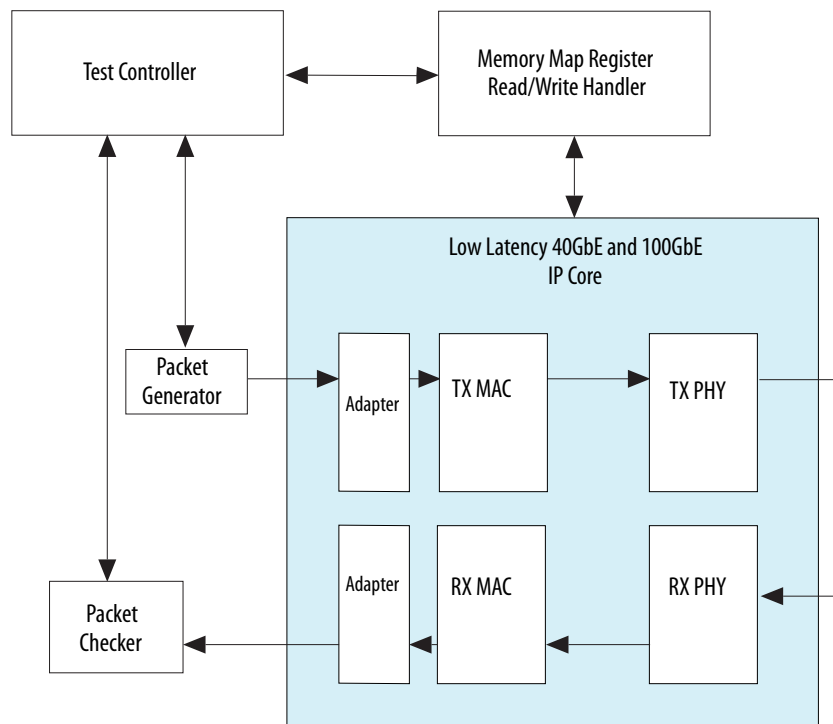 Test Controller
Memory Map Register
Read/Write Handler
Low Latency 40GbE and 100GbE
IP Core
Packet
Generator
Adapter
TX MAC
TX PHY
Packet
Checker
Adapter
RX MAC
RX PHY